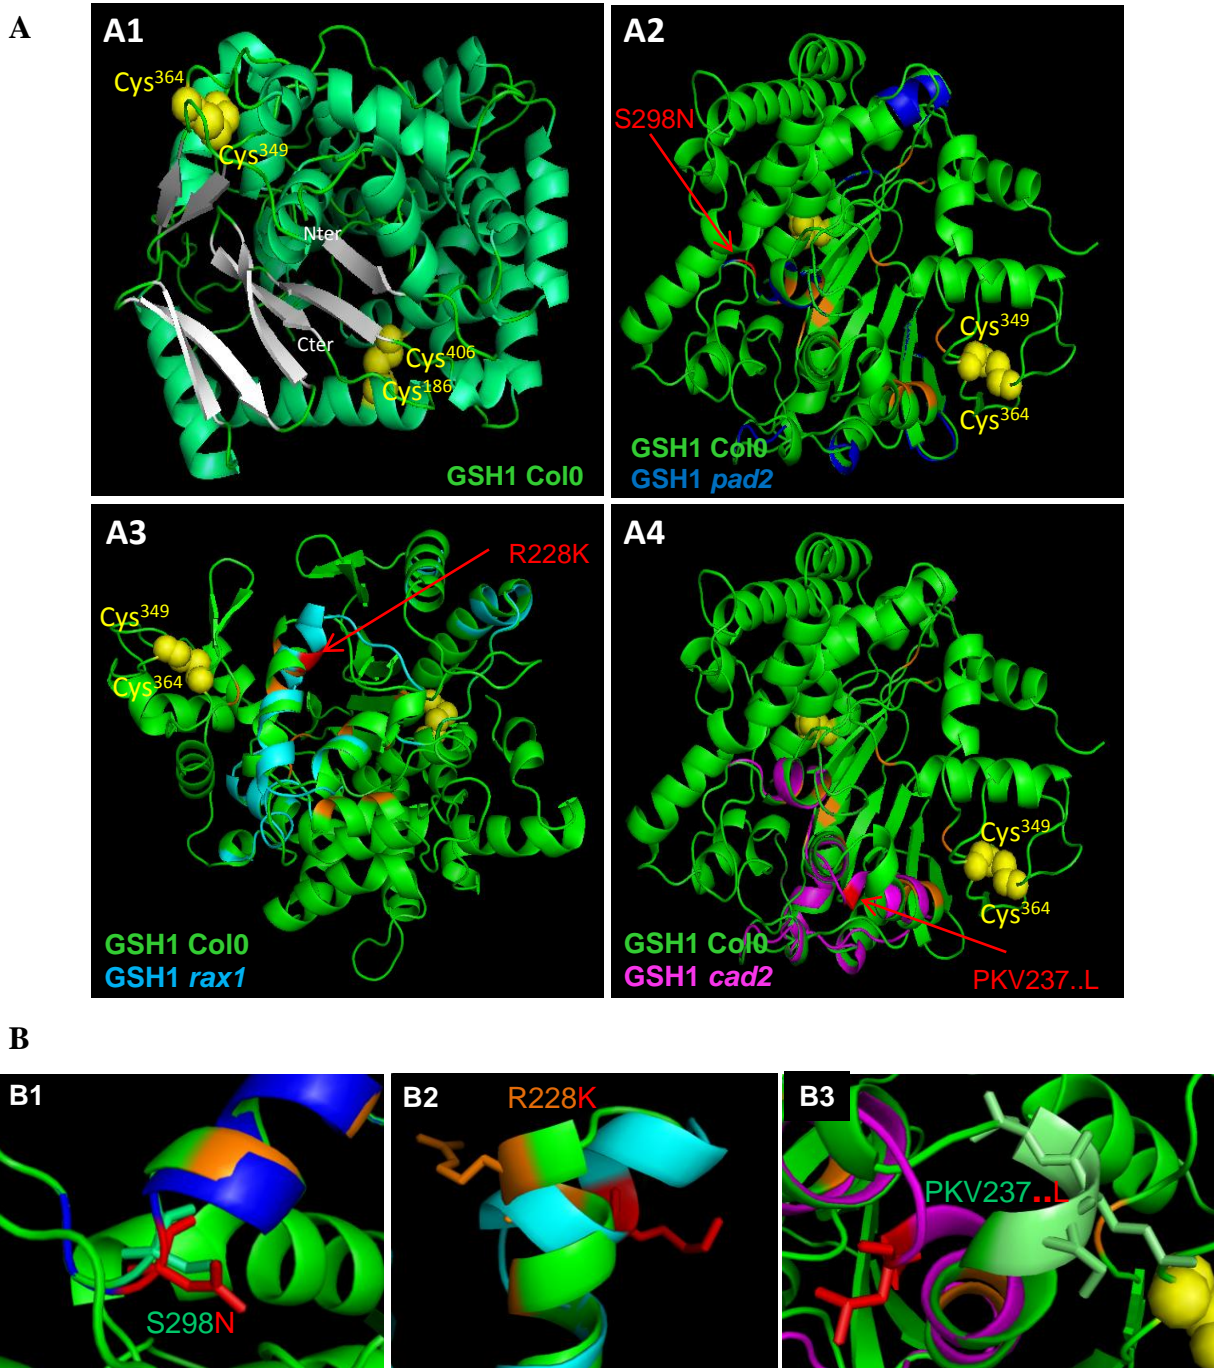 A
A1
Cys364
Cys349
Nter
Cter
Cys406
Cys186
GSH1 Col0
A2
S298N
Cys349
Cys364
GSH1 Col0
GSH1 pad2
A3
R228K
Cys349
Cys364
GSH1 Col0
GSH1 rax1
A4
Cys349
Cys364
GSH1 Col0
GSH1 cad2
PKV237..L
B
B1
S298N
B2
R228K
B3
PKV237..L